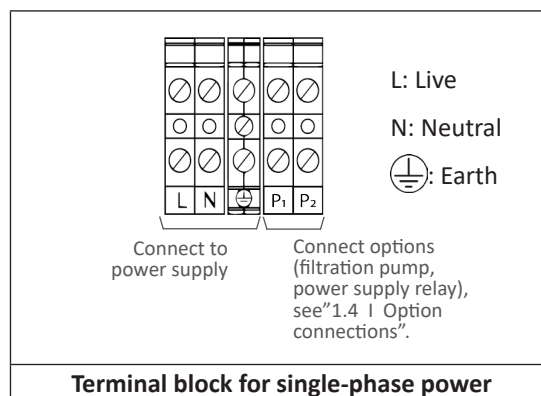 L: Live
N: Neutral
: Earth
L N P₁ P₂
Connect to
power supply
Connect options
(filtration pump,
power supply relay),
see"1.4 I Option
connections".
Terminal block for single-phase power